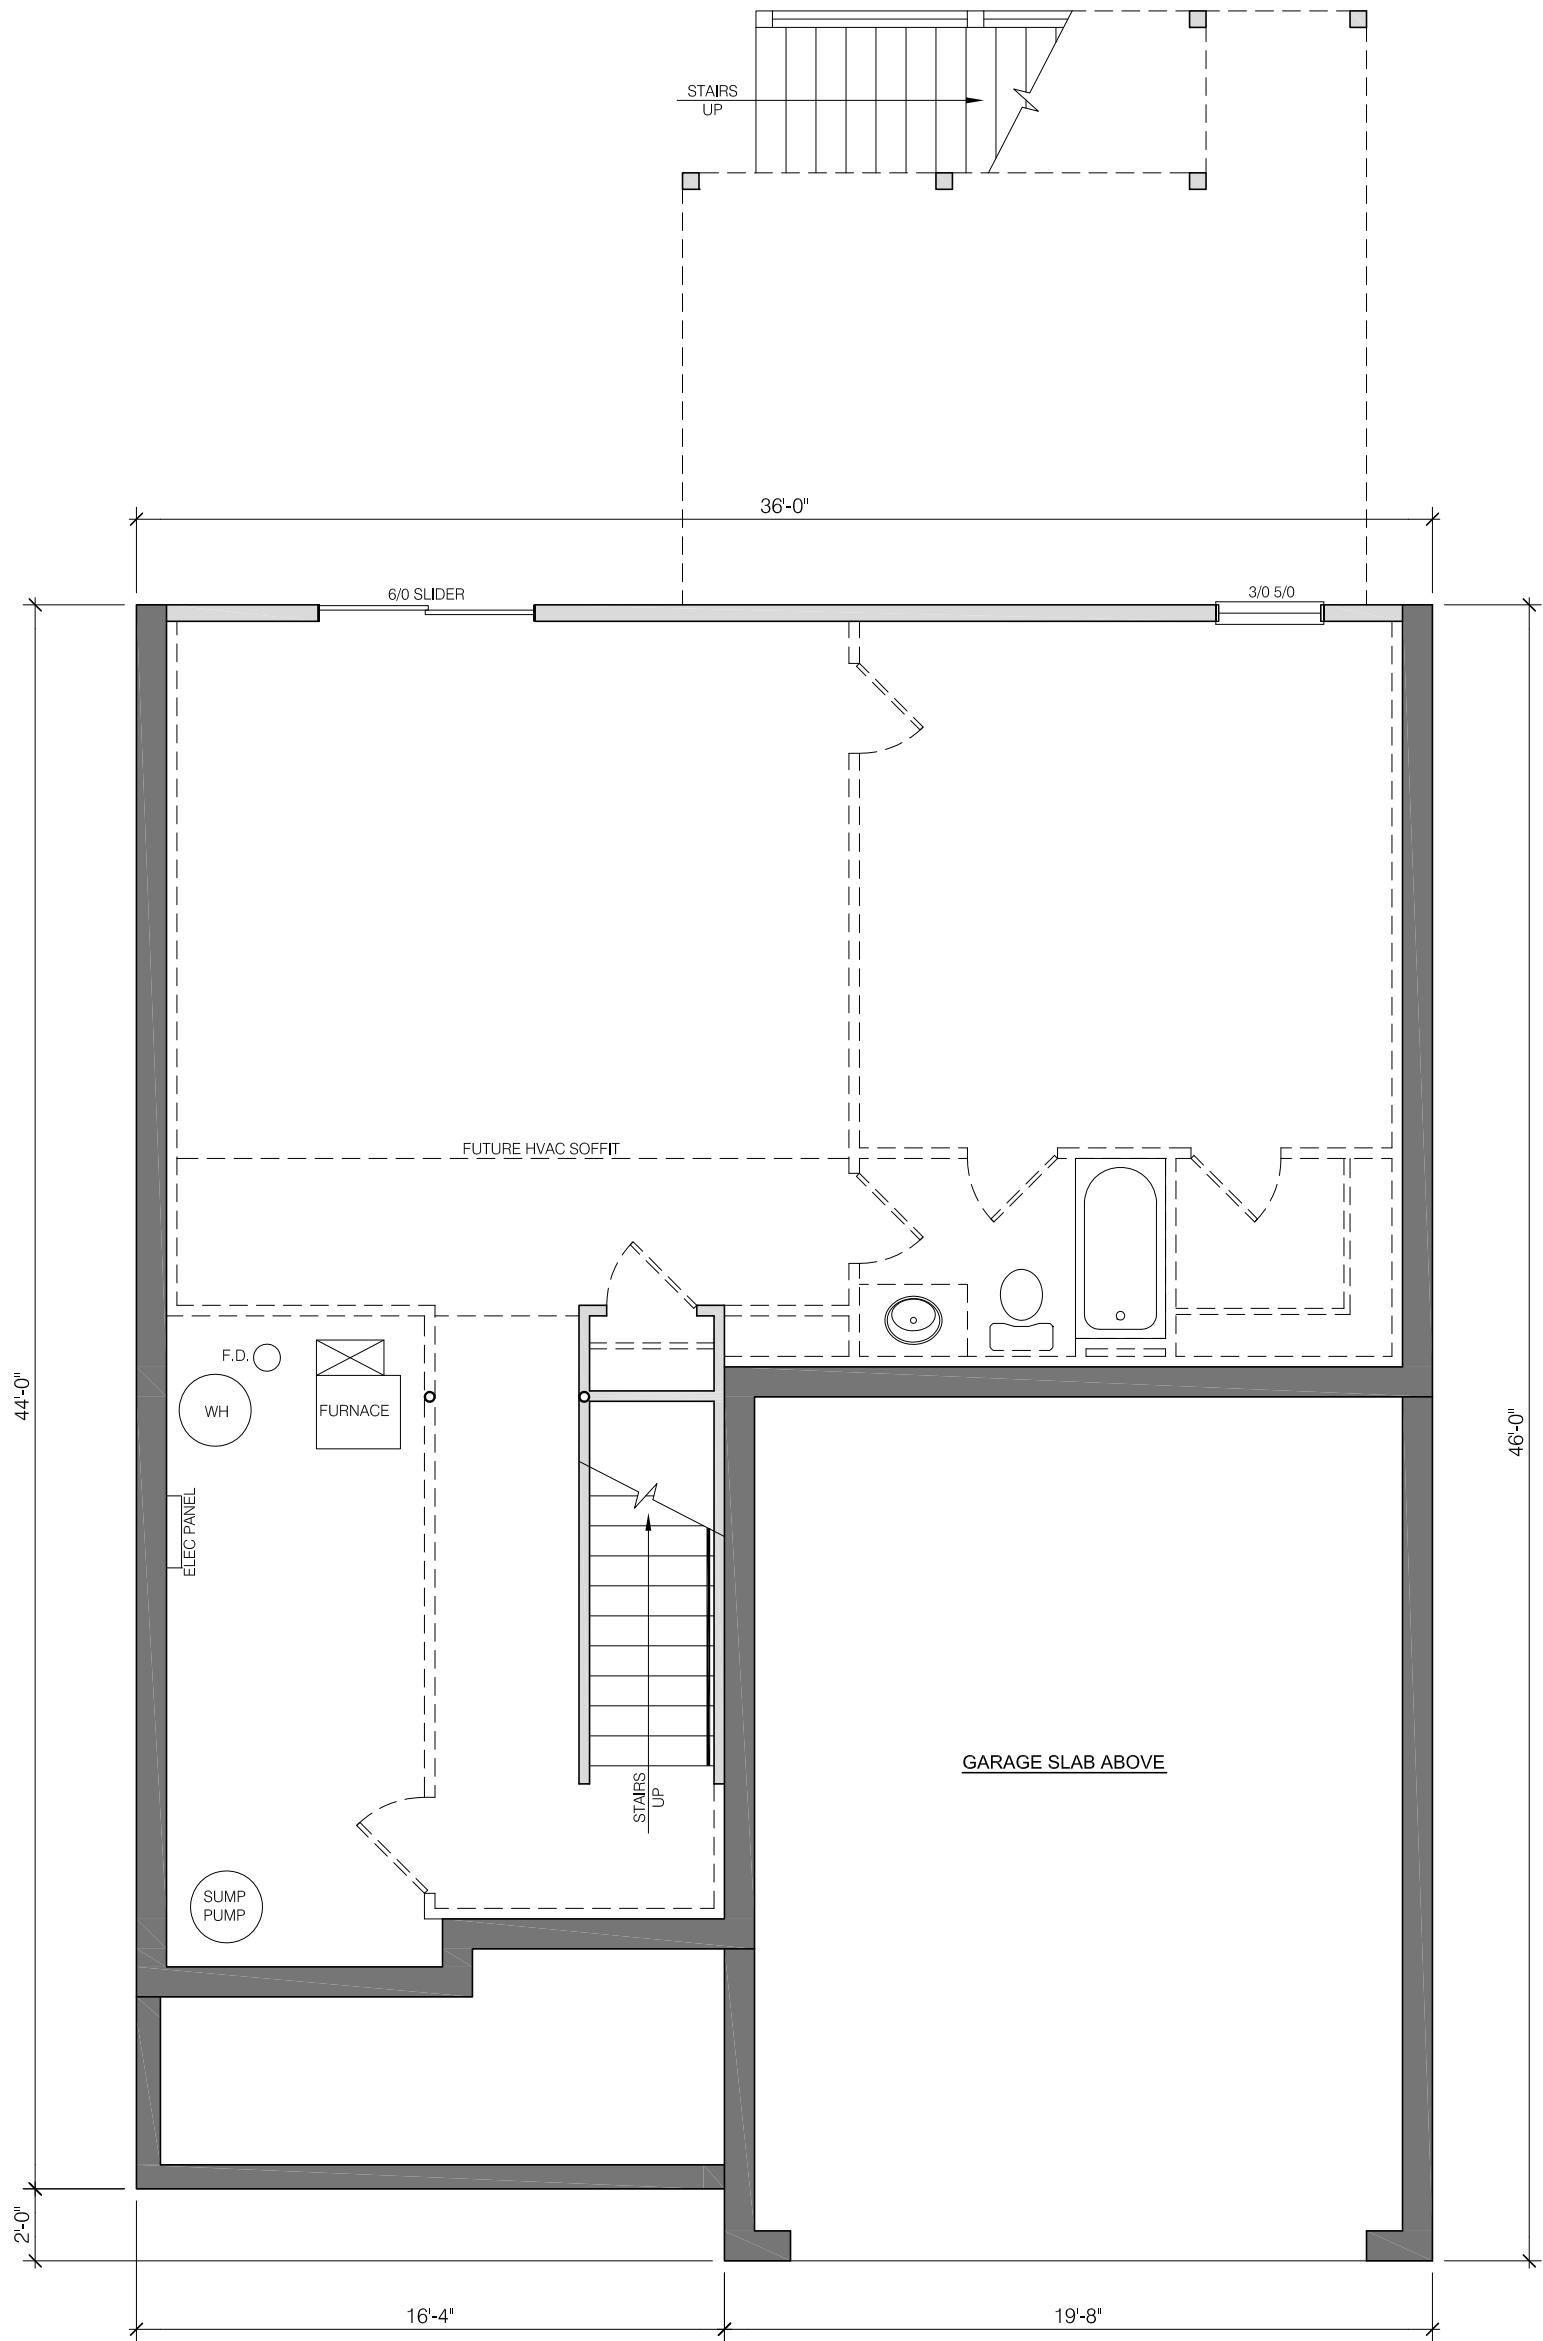 STAIRS
UP
36'-0"
6/0 SLIDER
3/0 5/0
FUTURE HVAC SOFFIT
F.D.
WH
FURNACE
44'-0"
46'-0"
ELEC PANEL
GARAGE SLAB ABOVE
STAIRS
UP
SUMP
PUMP
2'-0"
16'-4"
19'-8"